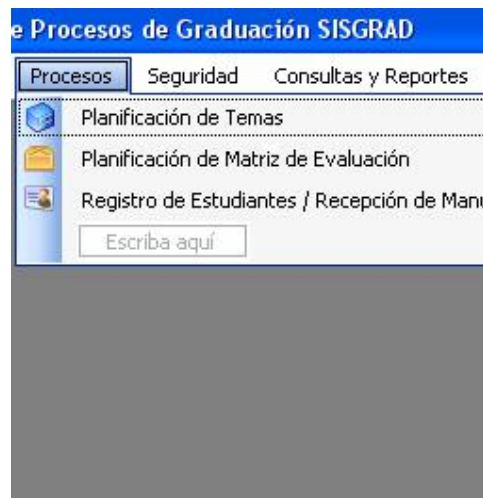 e Procesos de Graduación SISGRAD
Procesos Seguridad Consultas y Reportes
Planificación de Temas
Planificación de Matriz de Evaluación
Registro de Estudiantes / Recepción de Manu
Escriba aquí